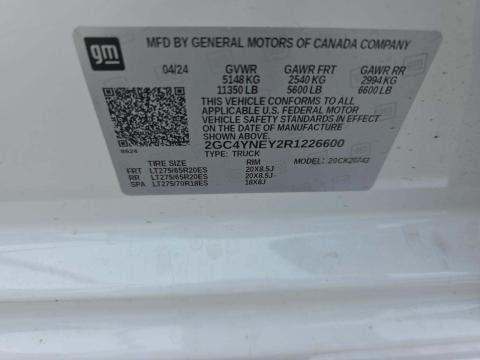 gm
MFD BY GENERAL MOTORS OF CANADA COMPANY
04/24 GVWR GAWR FRT GAWR RR
5148 KG 2540 KG 2994 KG
11350 LB 5600 LB 6600 LB
THIS VEHICLE CONFORMS TO ALL
APPLICABLE U.S. FEDERAL MOTOR
VEHICLE SAFETY STANDARDS IN EFFECT ON
THE DATE OF MANUFACTURE SHOWN ABOVE.
2GC4YNEY2R1226600
TYPE: TRUCK MODEL: 20CK20743
0524
TIRE SIZE RIM
FRT LT275/65R20ES 20X8.5J
RR LT275/65R20ES 20X8.5J
SPA LT275/70R18ES 18X8J